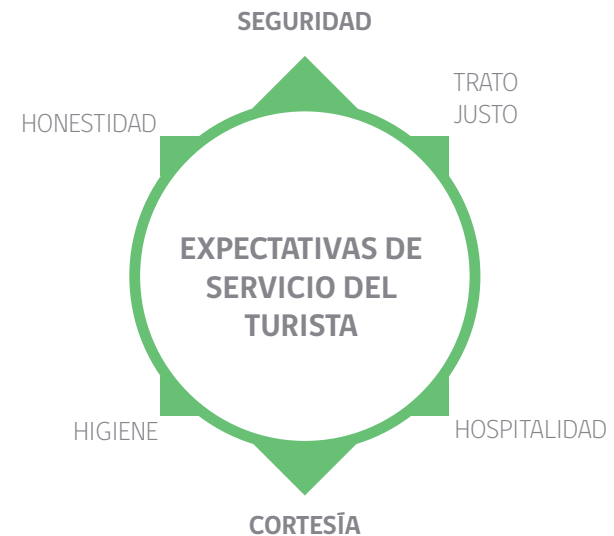 SEGURIDAD
TRATO
JUSTO
HONESTIDAD
EXPECTATIVAS DE
SERVICIO DEL
TURISTA
HIGIENE
HOSPITALIDAD
CORTESÍA